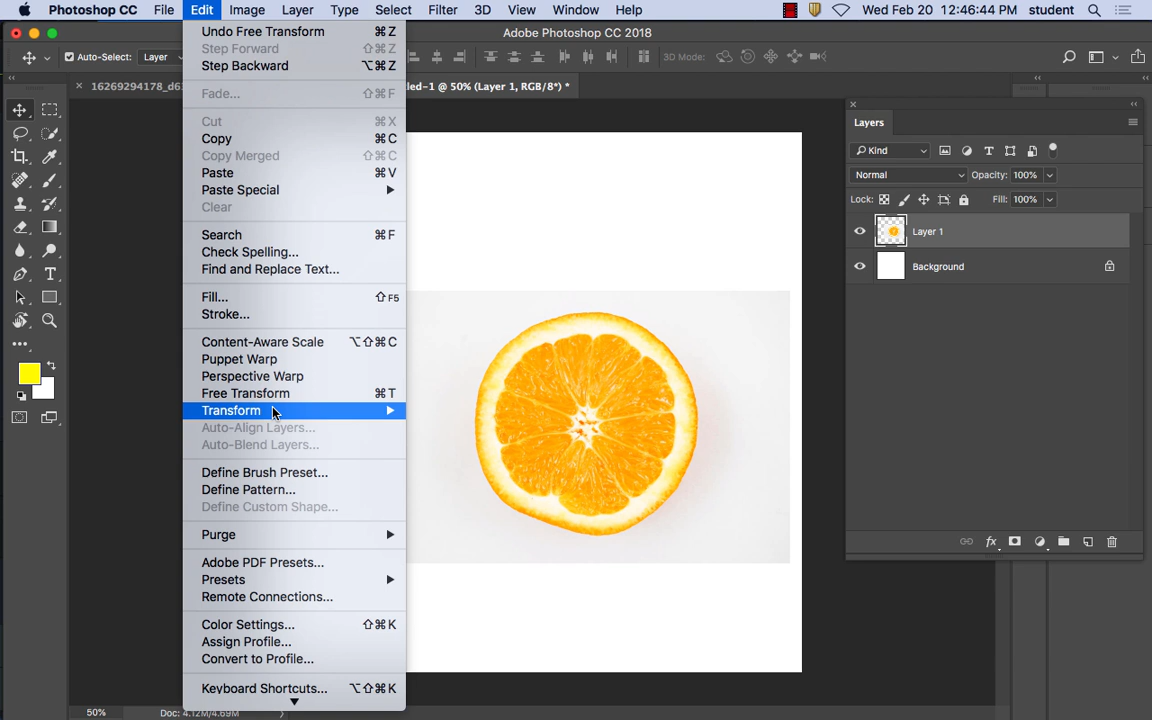 Photoshop CC File Edit Image Layer Type Select Filter 3D View Window Help Wed Feb 20 12:46:44 PM student
Adobe Photoshop CC 2018
Auto-Select: Layer 3D Mode:
led-1 @ 50% (Layer 1, RGB/8*) *
Undo Free Transform ⌘Z
Step Forward ⇧⌘Z
Step Backward ⌥⌘Z
Fade... ⇧⌘F
Cut ⌘X
Copy ⌘C
Copy Merged ⇧⌘C
Paste ⌘V
Paste Special
Clear
Search ⌘F
Check Spelling...
Find and Replace Text...
Fill... ⇧F5
Stroke...
Content-Aware Scale ⌥⇧⌘C
Puppet Warp
Perspective Warp
Free Transform ⌘T
Transform
Auto-Align Layers...
Auto-Blend Layers...
Define Brush Preset...
Define Pattern...
Define Custom Shape...
Purge
Adobe PDF Presets...
Presets
Remote Connections...
Color Settings... ⇧⌘K
Assign Profile...
Convert to Profile...
Keyboard Shortcuts... ⌥⇧⌘K
Layers
Kind
Normal Opacity: 100%
Lock: Fill: 100%
Layer 1
Background
50% Doc: 4.12M/4.69M